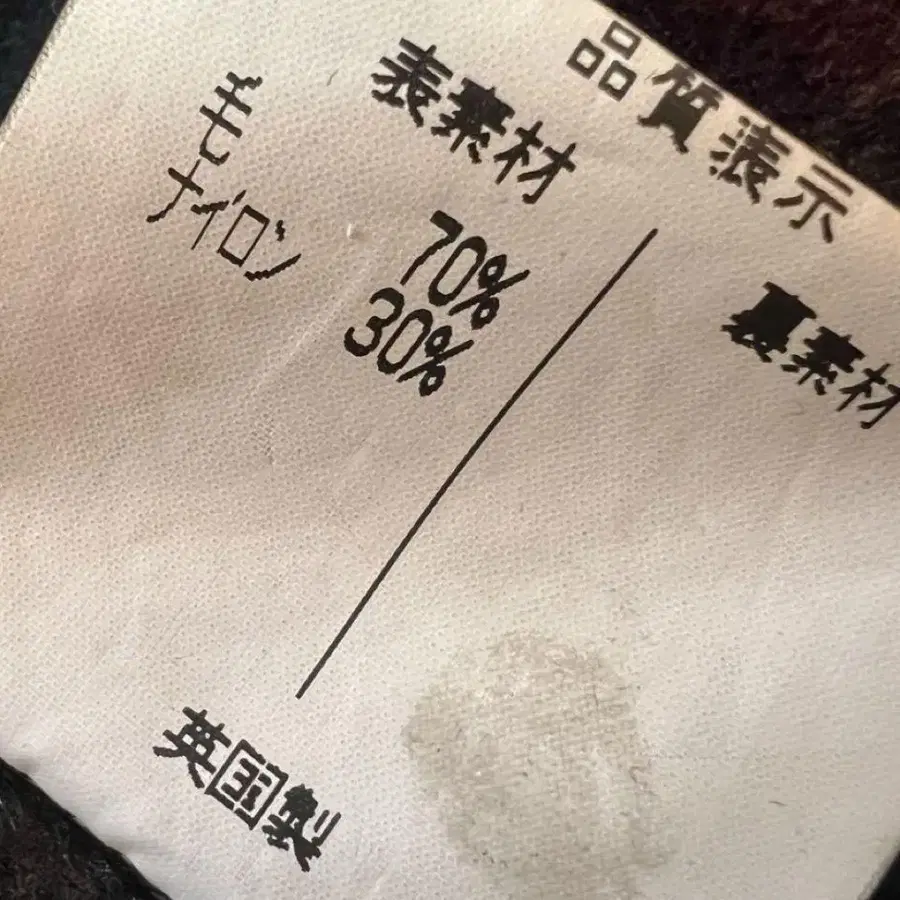 品質表示
表素材 裏素材
毛 70%
ナイロン 30%
英国製